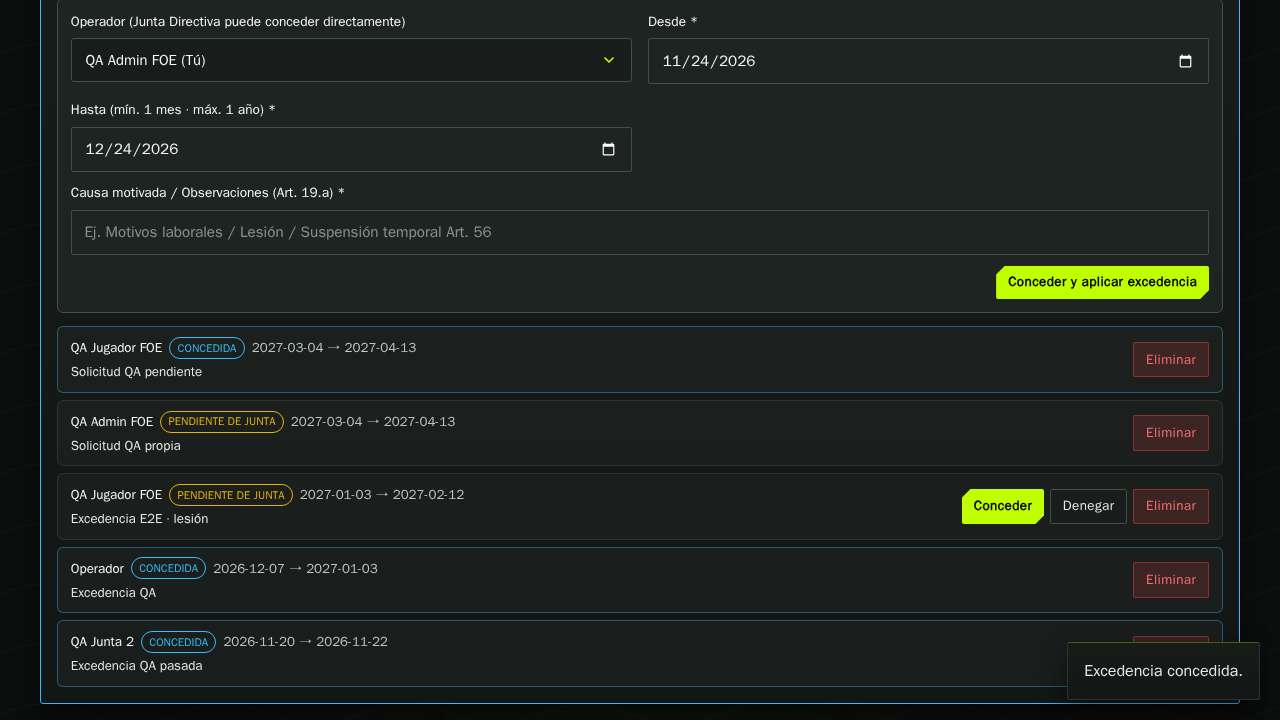 Operador (Junta Directiva puede conceder directamente)
Desde *
QA Admin FOE (Tú)
11/24/2026
Hasta (mín. 1 mes · máx. 1 año) *
12/24/2026
Causa motivada / Observaciones (Art. 19.a) *
Ej. Motivos laborales / Lesión / Suspensión temporal Art. 56
Conceder y aplicar excedencia
QA Jugador FOE CONCEDIDA 2027-03-04 → 2027-04-13
Solicitud QA pendiente
Eliminar
QA Admin FOE PENDIENTE DE JUNTA 2027-03-04 → 2027-04-13
Solicitud QA propia
Eliminar
QA Jugador FOE PENDIENTE DE JUNTA 2027-01-03 → 2027-02-12
Excedencia E2E · lesión
Conceder Denegar Eliminar
Operador CONCEDIDA 2026-12-07 → 2027-01-03
Excedencia QA
Eliminar
QA Junta 2 CONCEDIDA 2026-11-20 → 2026-11-22
Excedencia QA pasada
Excedencia concedida.